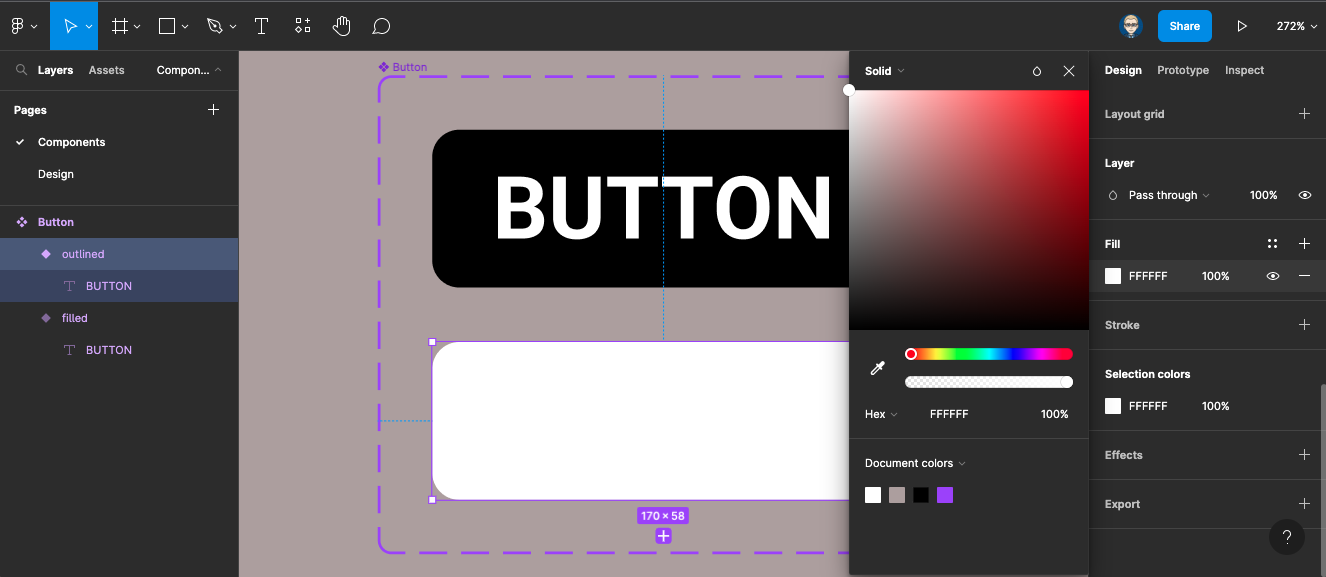 Share
272%
Layers
Assets
Compon...
Pages
Components
Design
Button
outlined
BUTTON
filled
BUTTON
Button
BUTTON
170 × 58
Solid
Hex
FFFFFF
100%
Document colors
Design
Prototype
Inspect
Layout grid
Layer
Pass through
100%
Fill
FFFFFF
100%
Stroke
Selection colors
FFFFFF
100%
Effects
Export
?